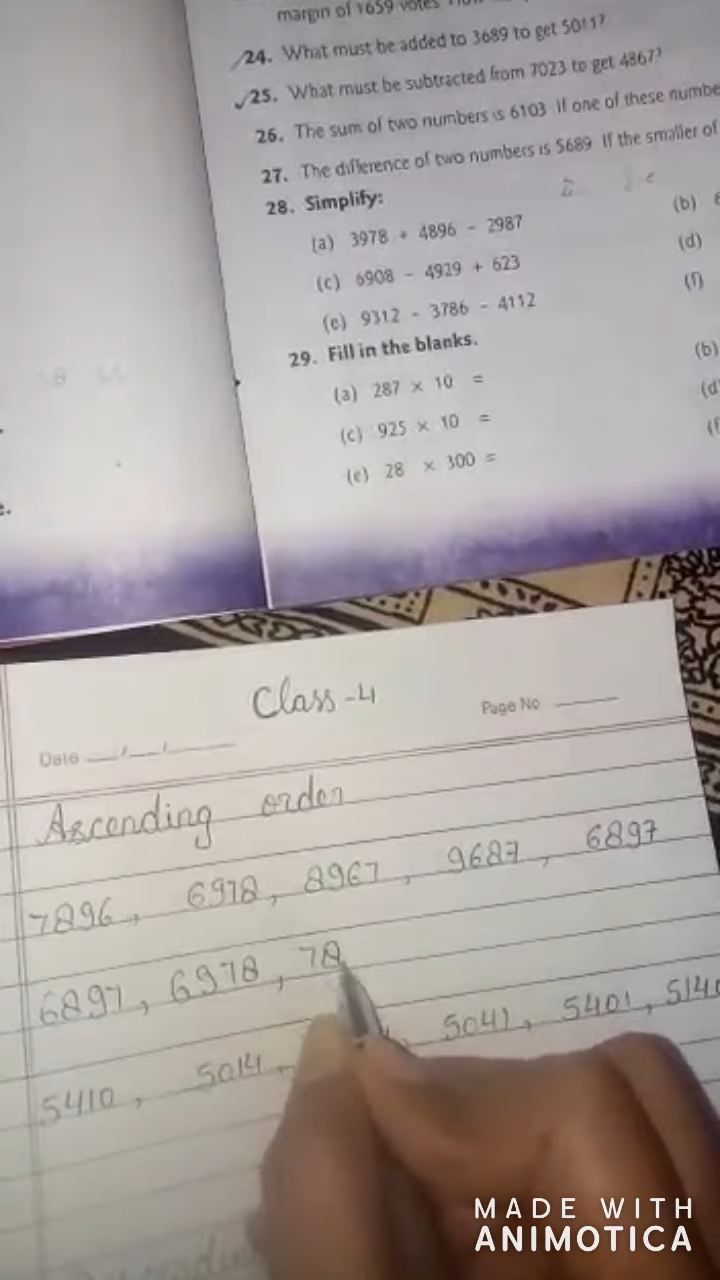 margin of 1659 votes
24. What must be added to 3689 to get 5011?
25. What must be subtracted from 7023 to get 4867?
26. The sum of two numbers is 6103 If one of these numbe
27. The difference of two numbers is 5689 If the smaller of
28. Simplify:
(a) 3978 + 4896 - 2987 (b) 6
(c) 6908 - 4929 + 623 (d)
(e) 9312 - 3786 - 4112 (f)
29. Fill in the blanks.
(a) 287 × 10 = (b)
(c) 925 × 10 = (d)
(e) 28 × 300 = (f
Class-4
Date Page No
Ascending order
7896, 6978, 8967, 9687, 6897
6897, 6978, 78
5410, 5014, 5041, 5401, 5140
MADE WITH
ANIMOTICA